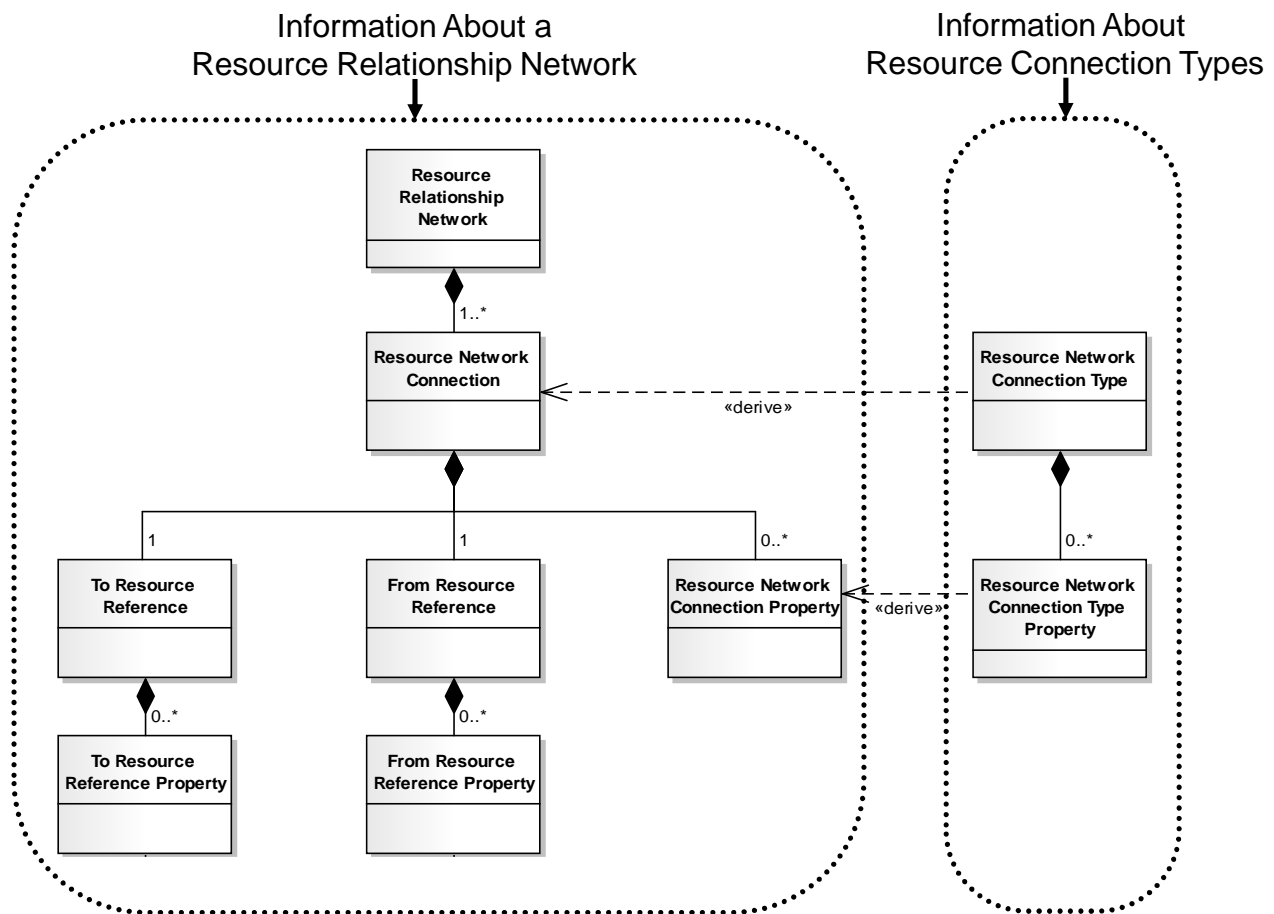 Information About a
Resource Relationship Network
Information About
Resource Connection Types
Resource
Relationship
Network
1..*
Resource Network
Connection
Resource Network
Connection Type
«derive»
1
1
0..*
0..*
To Resource
Reference
From Resource
Reference
Resource Network
Connection Property
«derive»
Resource Network
Connection Type
Property
0..*
0..*
To Resource
Reference Property
From Resource
Reference Property